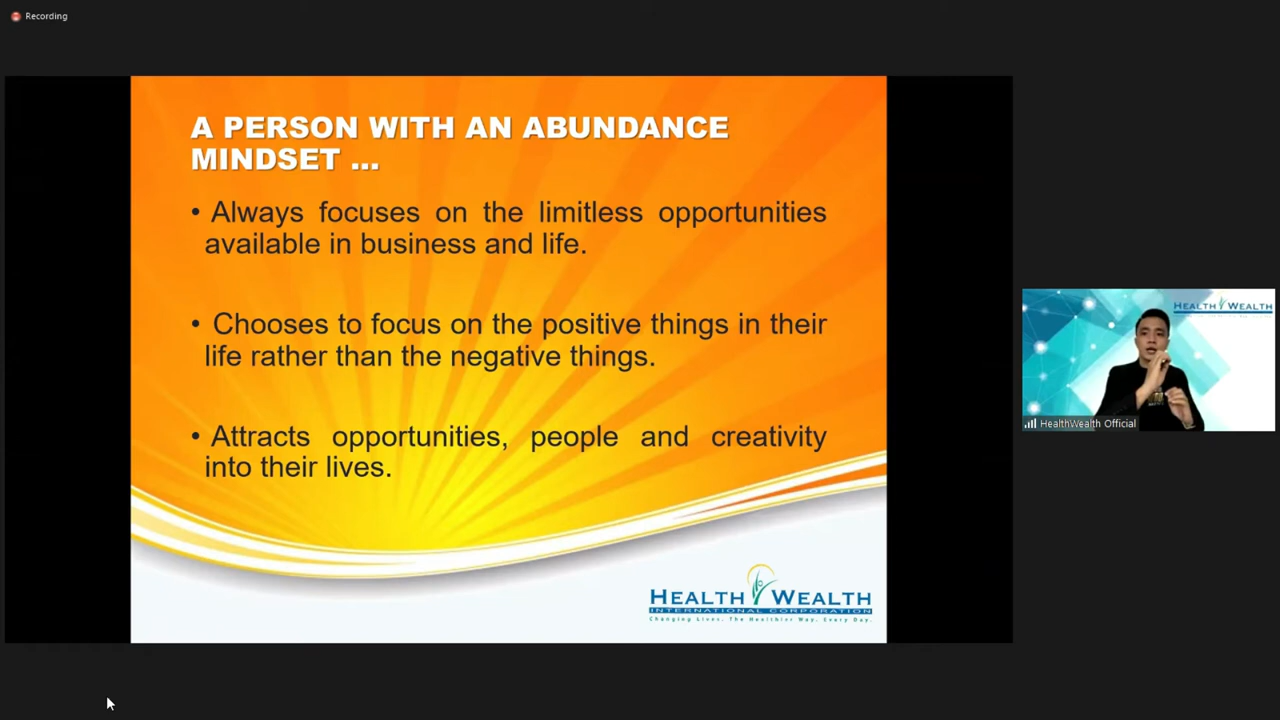 Recording
A PERSON WITH AN ABUNDANCE
MINDSET ...
• Always focuses on the limitless opportunities
available in business and life.
• Chooses to focus on the positive things in their
life rather than the negative things.
• Attracts opportunities, people and creativity
into their lives.
HEALTH WEALTH
INTERNATIONAL CORPORATION
Changing Lives. The Healthier Way. Every Day.
HEALTH WEALTH
HealthWealth Official